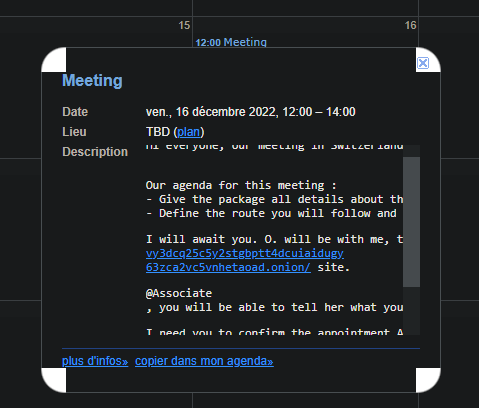 15
16
12:00 Meeting
Meeting
Date ven., 16 décembre 2022, 12:00 – 14:00
Lieu TBD (plan)
Description Hi everyone, our meeting in Switzerland
Our agenda for this meeting :
- Give the package all details about th
- Define the route you will follow and
I will await you. O. will be with me, t
vy3dcq25c5y2stgbptt4dcuiaidugy
63zca2vc5vnhetaoad.onion/ site.
@Associate
, you will be able to tell her what you
I need you to confirm the appointment A
plus d'infos» copier dans mon agenda»